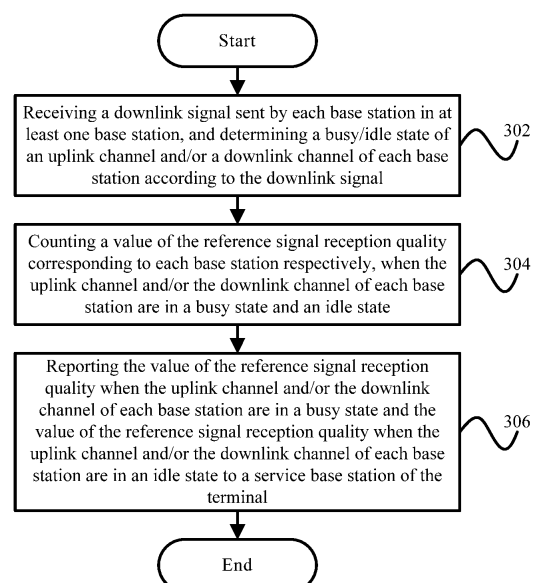 Start
Receiving a downlink signal sent by each base station in at
least one base station, and determining a busy/idle state of
an uplink channel and/or a downlink channel of each base
station according to the downlink signal
302
Counting a value of the reference signal reception quality
corresponding to each base station respectively, when the
uplink channel and/or the downlink channel of each base
station are in a busy state and an idle state
304
Reporting the value of the reference signal reception
quality when the uplink channel and/or the downlink
channel of each base station are in a busy state and the
value of the reference signal reception quality when the
uplink channel and/or the downlink channel of each base
station are in an idle state to a service base station of the
terminal
306
End